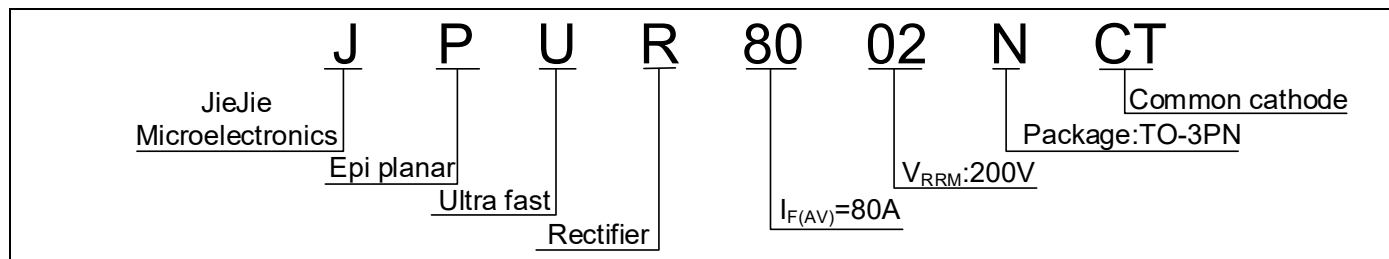 J P U R 80 02 N CT
JieJie
Microelectronics
Common cathode
Package:TO-3PN
Epi planar
VRRM:200V
Ultra fast
IF(AV)=80A
Rectifier